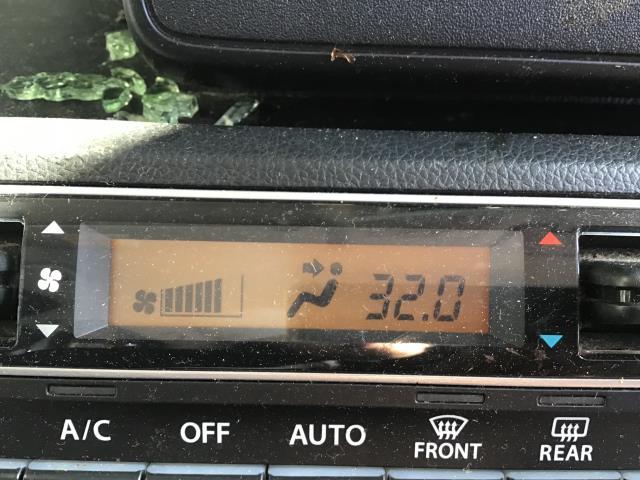 32.0
A/C OFF AUTO FRONT REAR